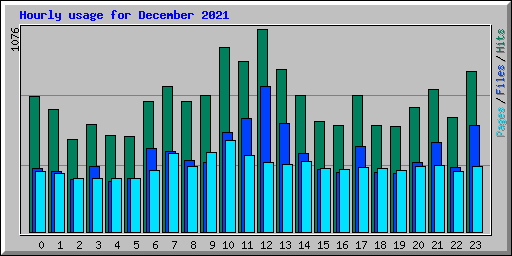 Hourly usage for December 2021
1076
Pages / Files / Hits
0 1 2 3 4 5 6 7 8 9 10 11 12 13 14 15 16 17 18 19 20 21 22 23